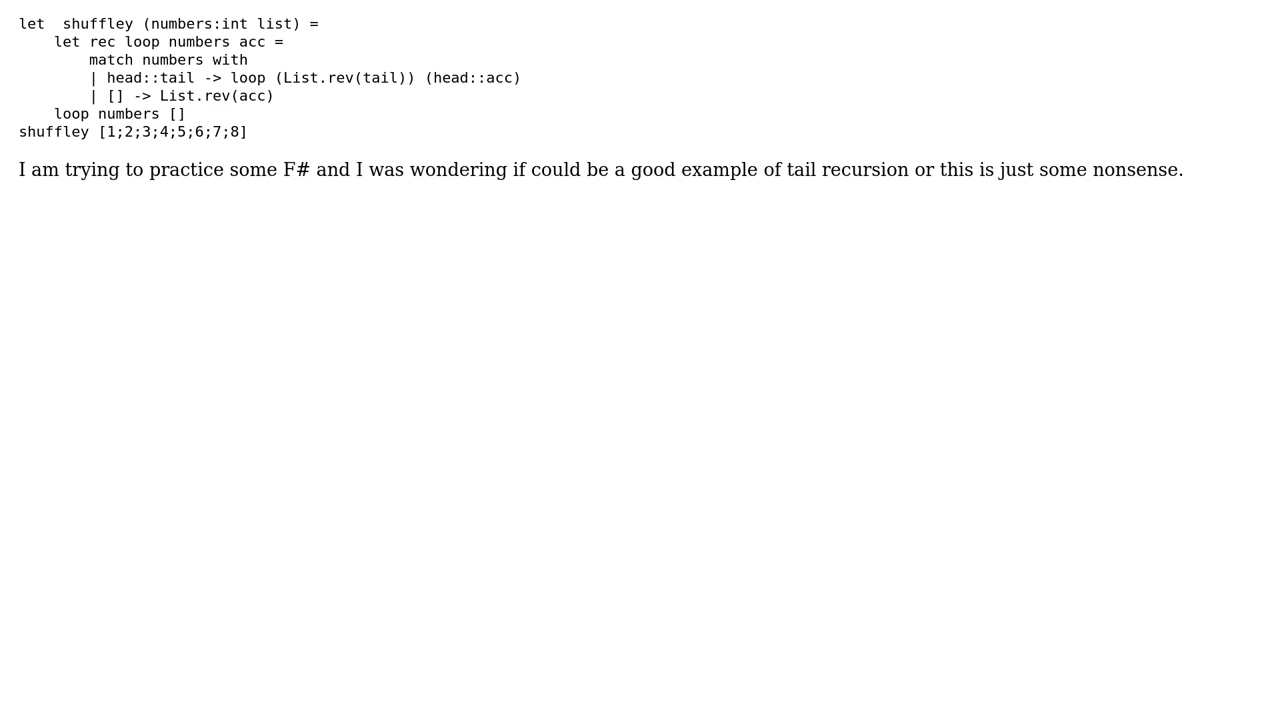 let  shuffley (numbers:int list) =
    let rec loop numbers acc =
        match numbers with
        | head::tail -> loop (List.rev(tail)) (head::acc)
        | [] -> List.rev(acc)
    loop numbers []
shuffley [1;2;3;4;5;6;7;8]
I am trying to practice some F# and I was wondering if could be a good example of tail recursion or this is just some nonsense.